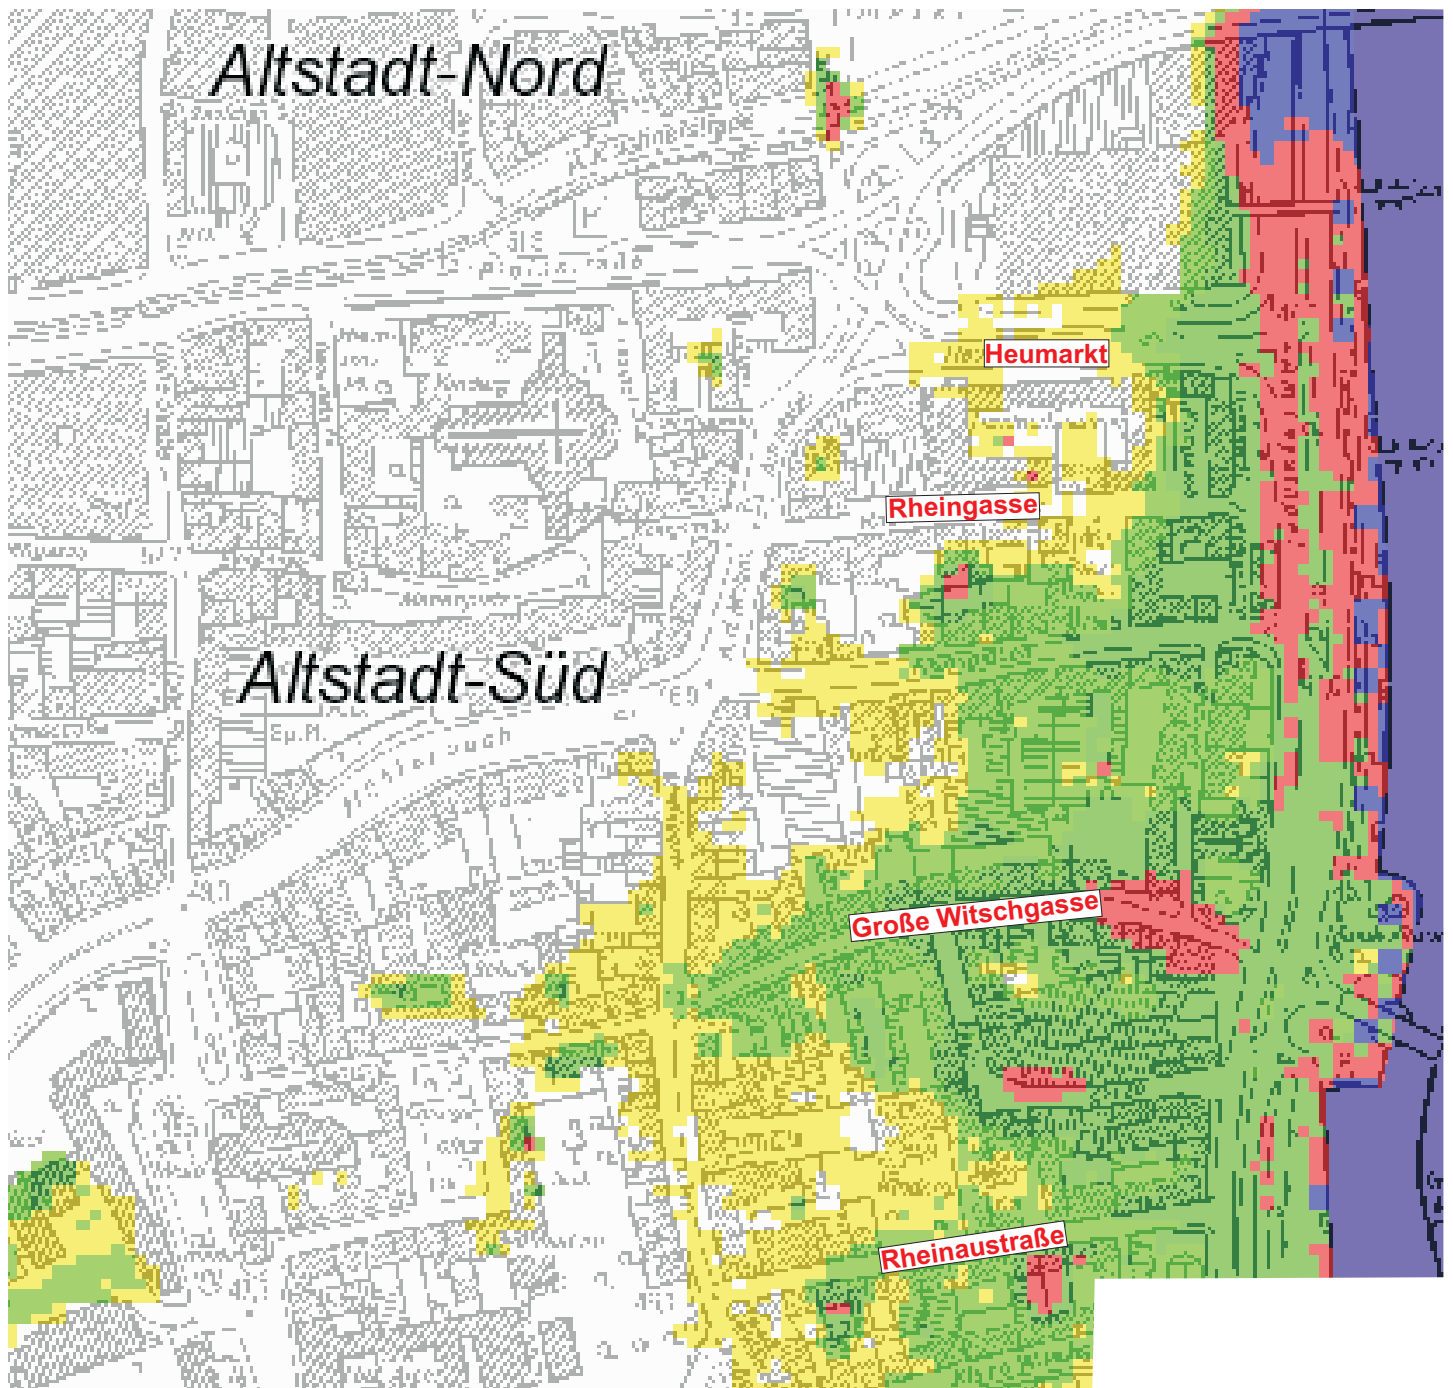 Altstadt-Nord
Heumarkt
Rheingasse
Altstadt-Süd
Große Witschgasse
Rheinaustraße